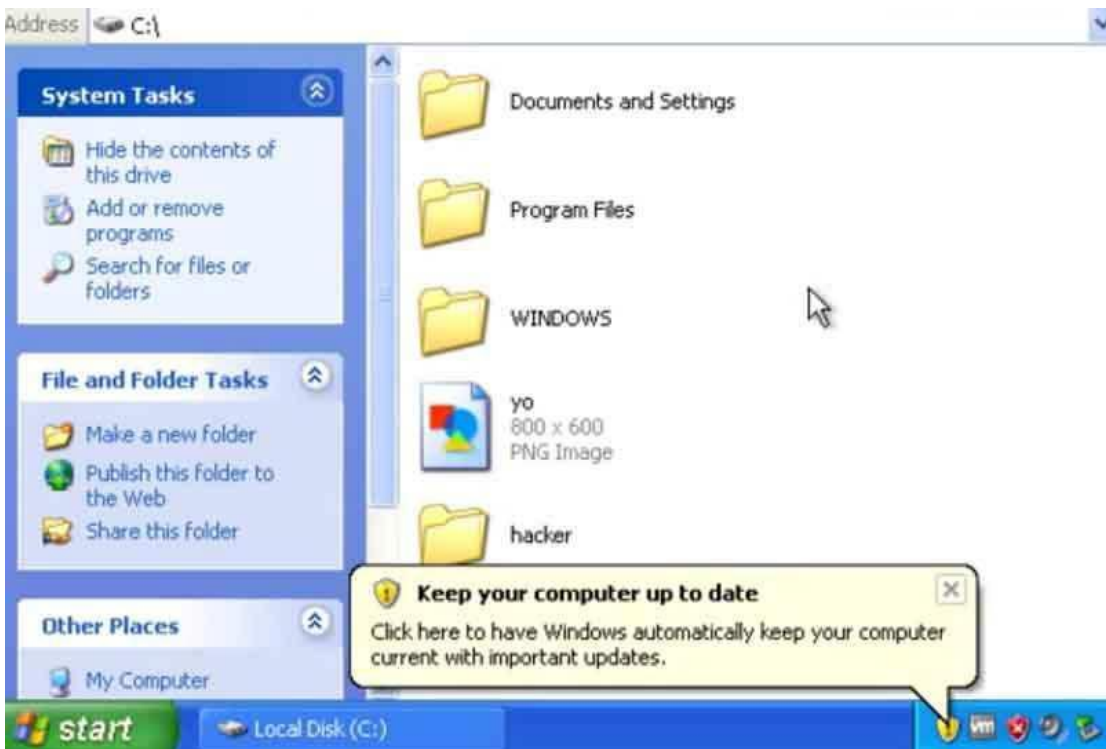 Address C:\
System Tasks
Hide the contents of
this drive
Add or remove
programs
Search for files or
folders
File and Folder Tasks
Make a new folder
Publish this folder to
the Web
Share this folder
Other Places
My Computer
Documents and Settings
Program Files
WINDOWS
yo
800 x 600
PNG Image
hacker
Keep your computer up to date
Click here to have Windows automatically keep your computer
current with important updates.
start
Local Disk (C:)
vm